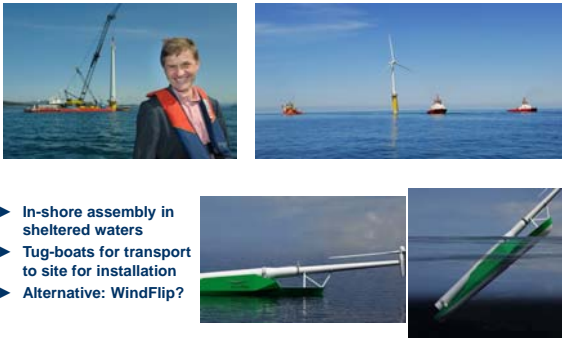 ► In-shore assembly in
sheltered waters
► Tug-boats for transport
to site for installation
► Alternative: WindFlip?